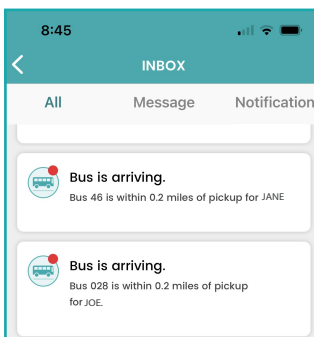 8:45
INBOX
All Message Notification
Bus is arriving.
Bus 46 is within 0.2 miles of pickup for JANE
Bus is arriving.
Bus 028 is within 0.2 miles of pickup
for JOE.